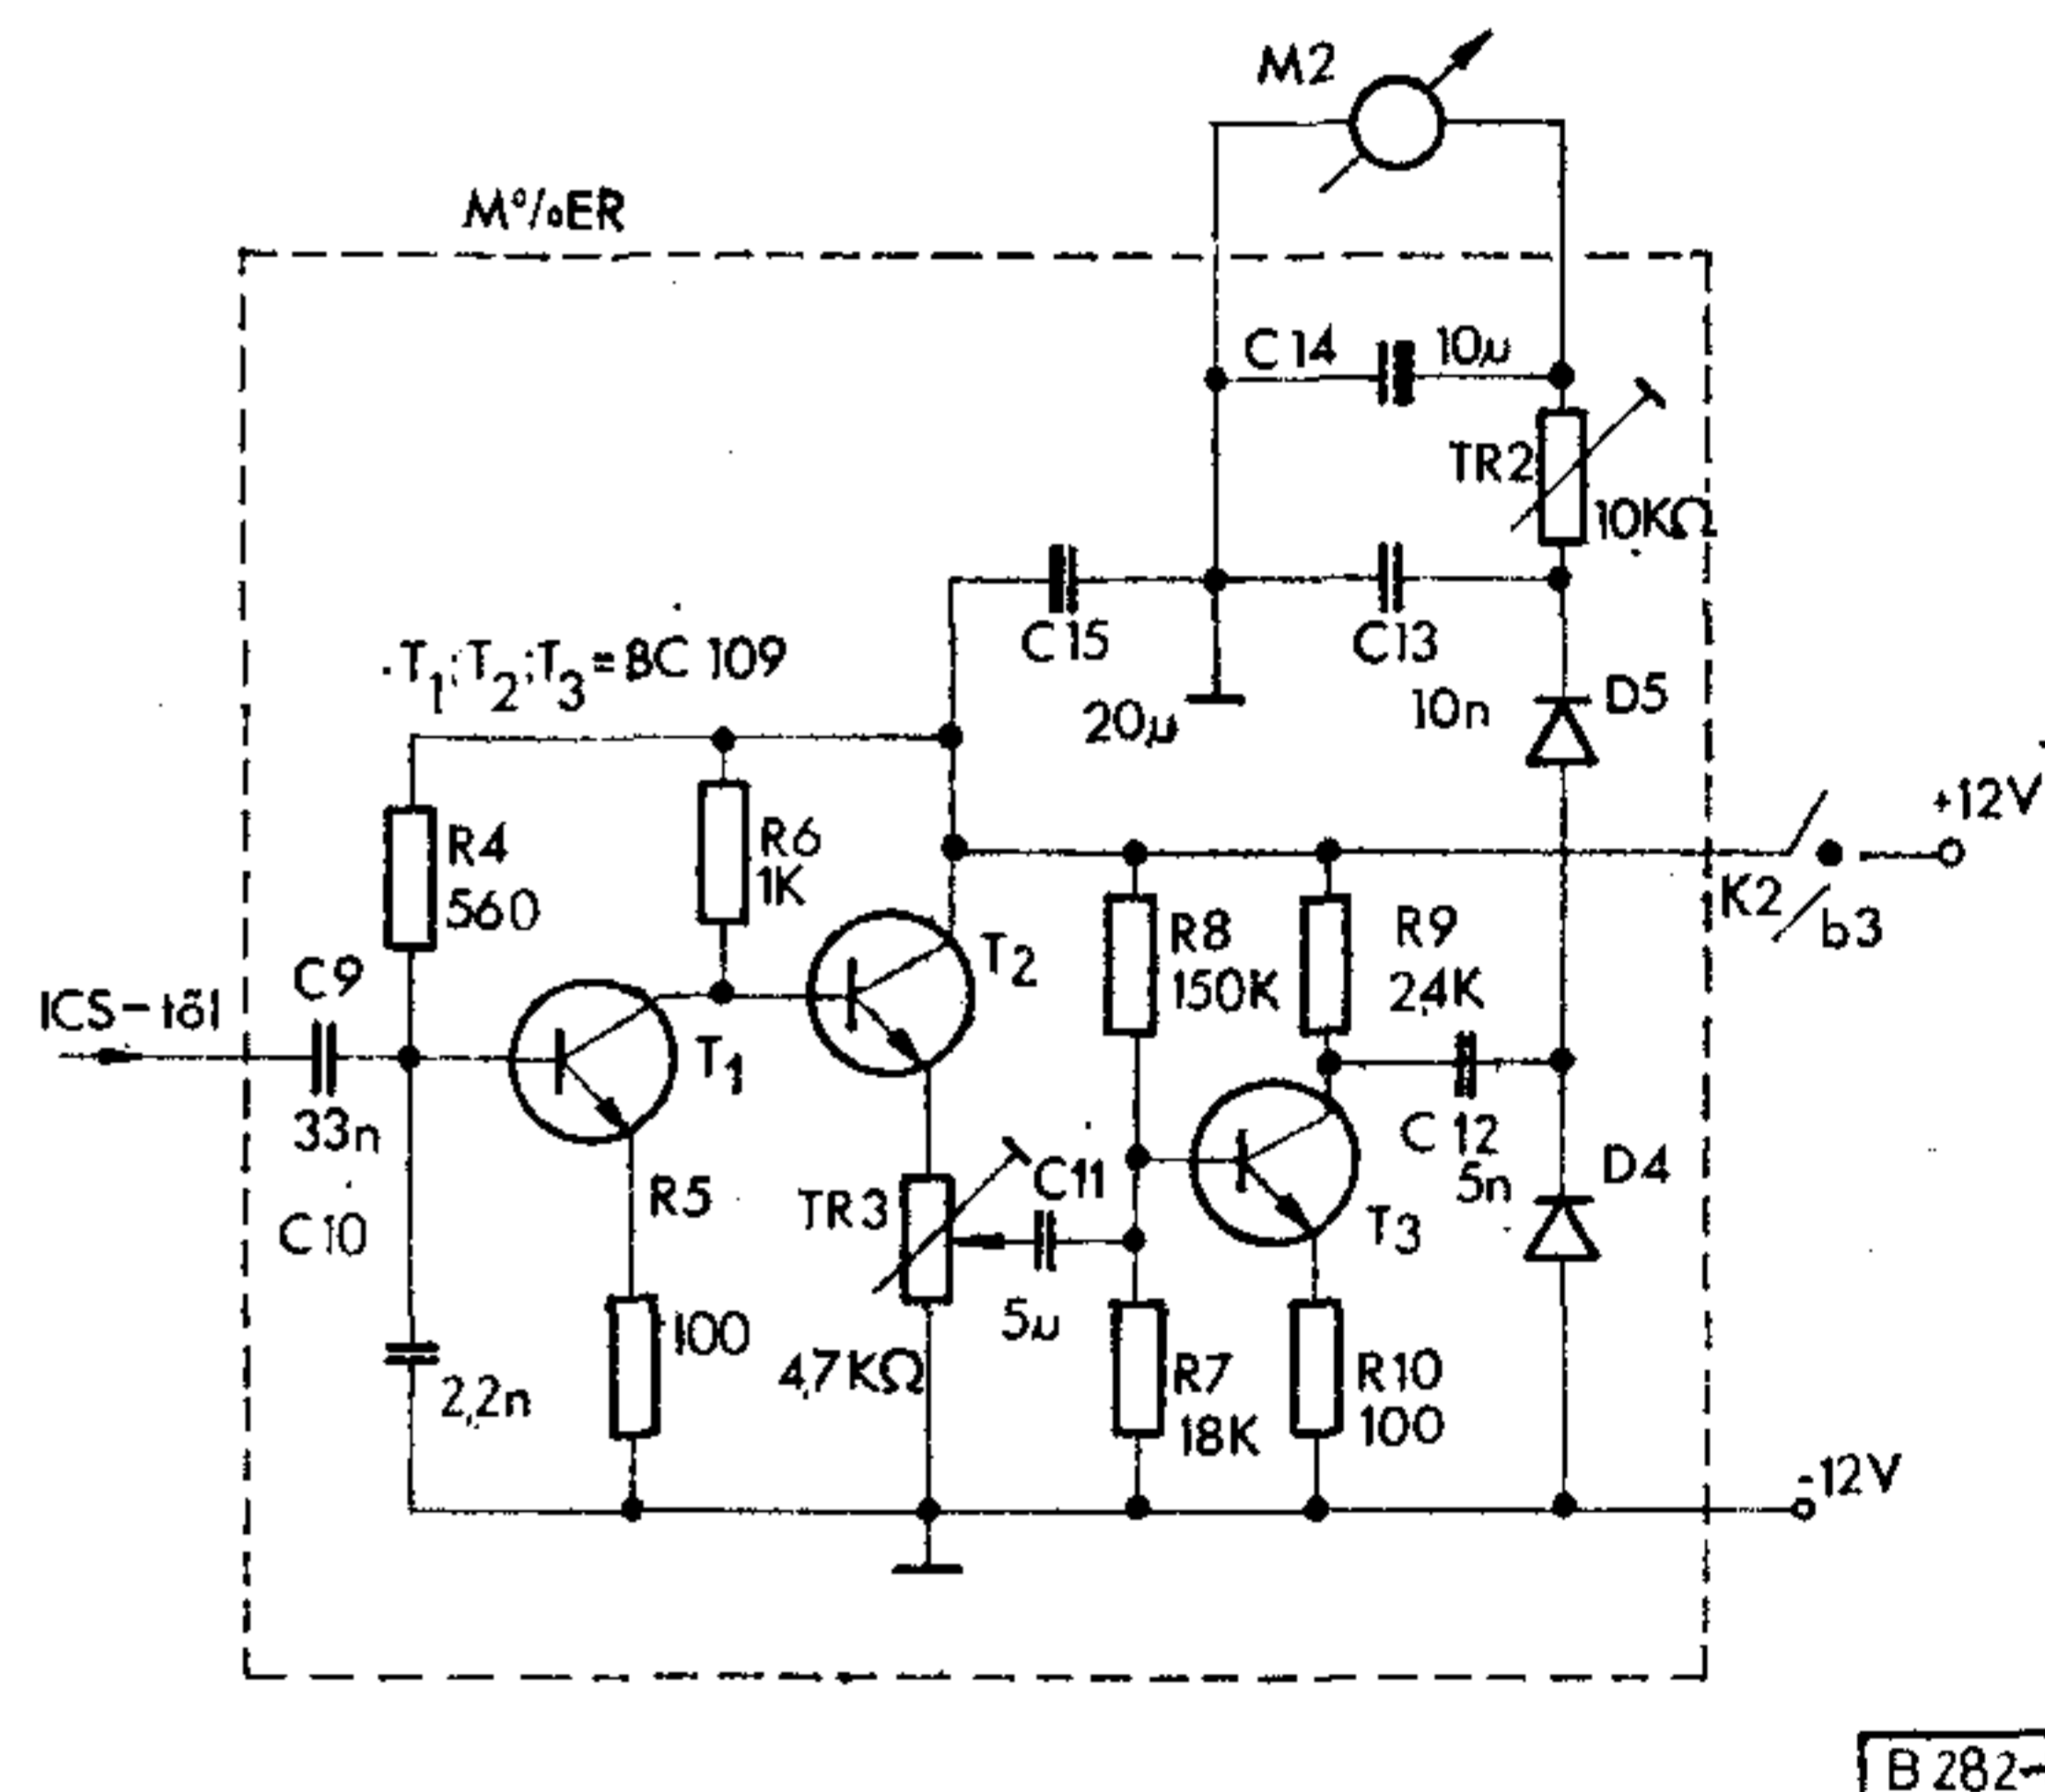 M2
M%ER
C14 10µ
TR2
10KΩ
C15
20µ
C13
10n
T1; T2; T3 = BC 109
D5
+12V
R4
560
R6
1K
K2/b3
T2
R8
150K
R9
2,4K
C9
33n
ICS-től
T1
C12
5n
D4
C10
2,2n
R5
100
TR3
4,7KΩ
C11
5µ
T3
R7
18K
R10
100
-12V
B 282-